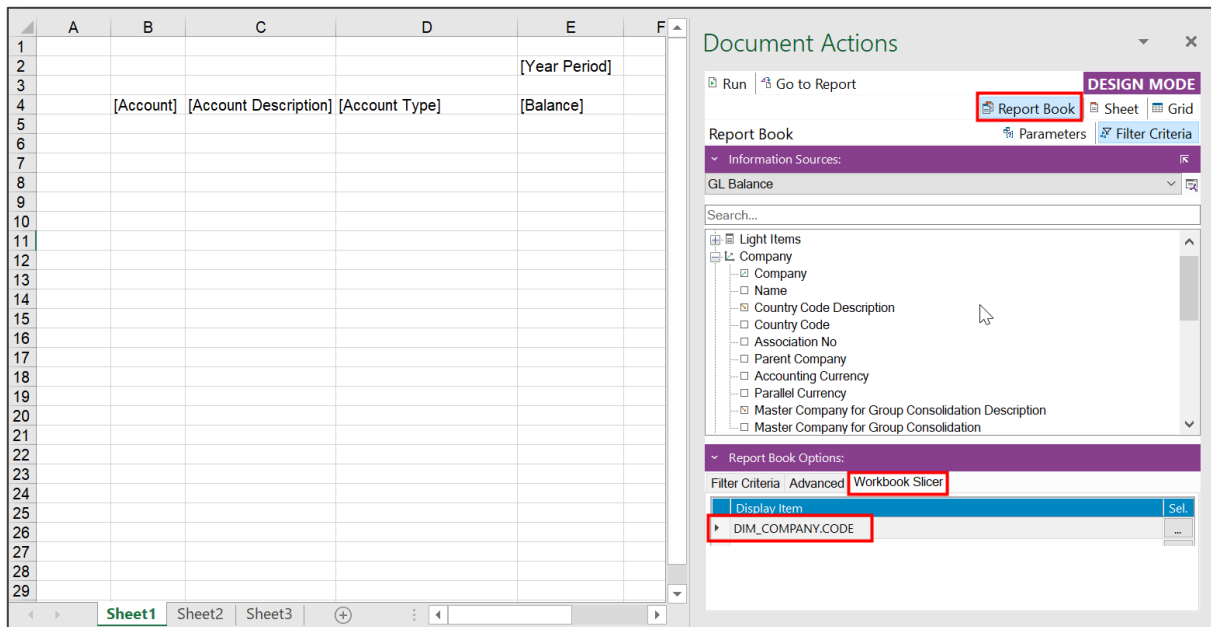 A B C D E F
1
2 [Year Period]
3
4 [Account] [Account Description] [Account Type] [Balance]
5
6
7
8
9
10
11
12
13
14
15
16
17
18
19
20
21
22
23
24
25
26
27
28
29
Sheet1 Sheet2 Sheet3
Document Actions
Run Go to Report DESIGN MODE
Report Book Sheet Grid
Report Book Parameters Filter Criteria
Information Sources:
GL Balance
Search...
Light Items
Company
Company
Name
Country Code Description
Country Code
Association No
Parent Company
Accounting Currency
Parallel Currency
Master Company for Group Consolidation Description
Master Company for Group Consolidation
Report Book Options:
Filter Criteria Advanced Workbook Slicer
Display Item Sel.
DIM_COMPANY.CODE ...